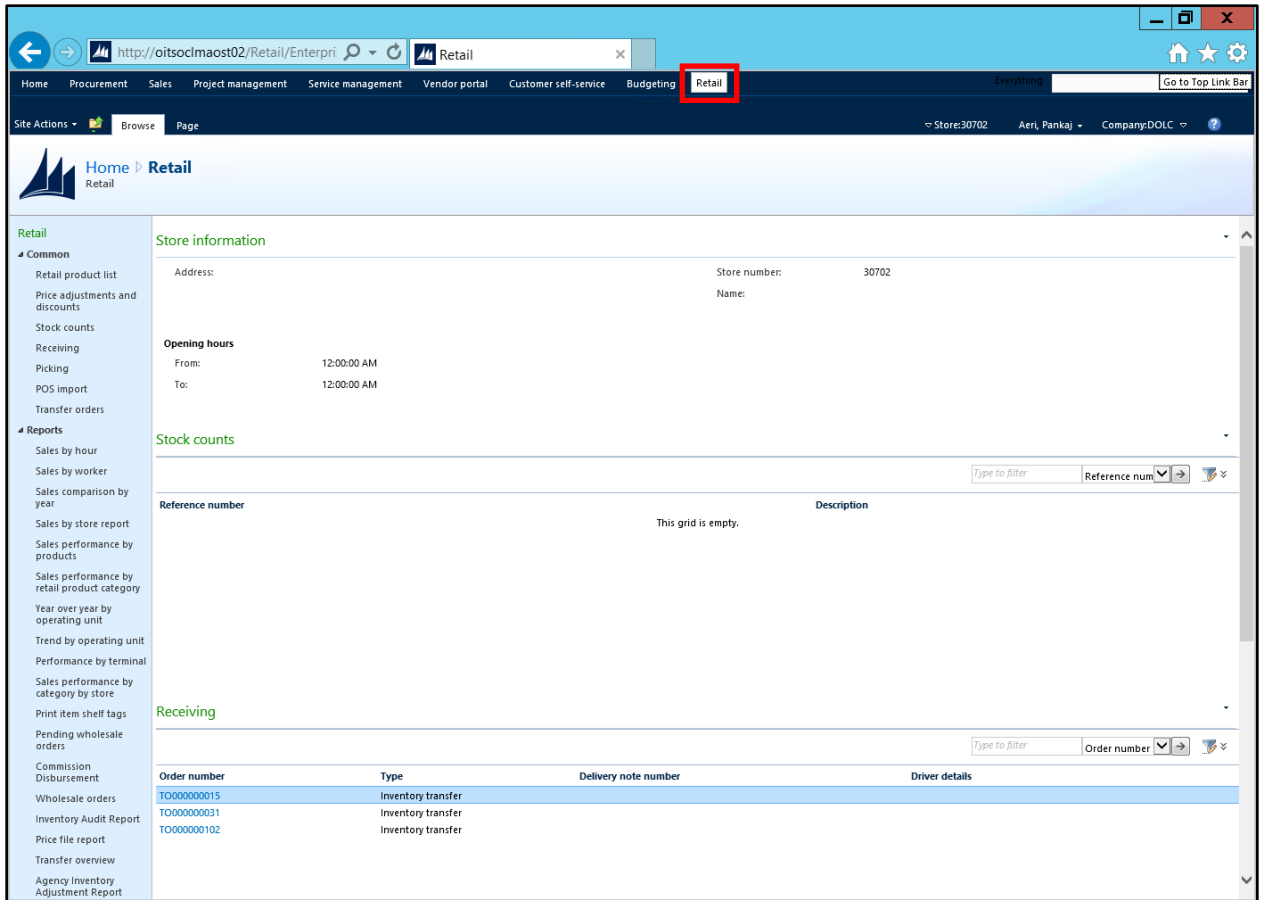 X
http://oitsoclmaost02/Retail/Enterpri
Retail
Home Procurement Sales Project management Service management Vendor portal Customer self-service Budgeting Retail Everything Go to Top Link Bar
Site Actions Browse Page Store:30702 Aeri, Pankaj Company:DOLC ?
Home Retail
Retail
Retail
Common
Retail product list
Price adjustments and
discounts
Stock counts
Receiving
Picking
POS import
Transfer orders
Reports
Sales by hour
Sales by worker
Sales comparison by
year
Sales by store report
Sales performance by
products
Sales performance by
retail product category
Year over year by
operating unit
Trend by operating unit
Performance by terminal
Sales performance by
category by store
Print item shelf tags
Pending wholesale
orders
Commission
Disbursement
Wholesale orders
Inventory Audit Report
Price file report
Transfer overview
Agency Inventory
Adjustment Report
Store information
Address: Store number: 30702
Name:
Opening hours
From: 12:00:00 AM
To: 12:00:00 AM
Stock counts
Type to filter Reference num
Reference number Description
This grid is empty.
Receiving
Type to filter Order number
Order number Type Delivery note number Driver details
TO000000015 Inventory transfer
TO000000031 Inventory transfer
TO000000102 Inventory transfer